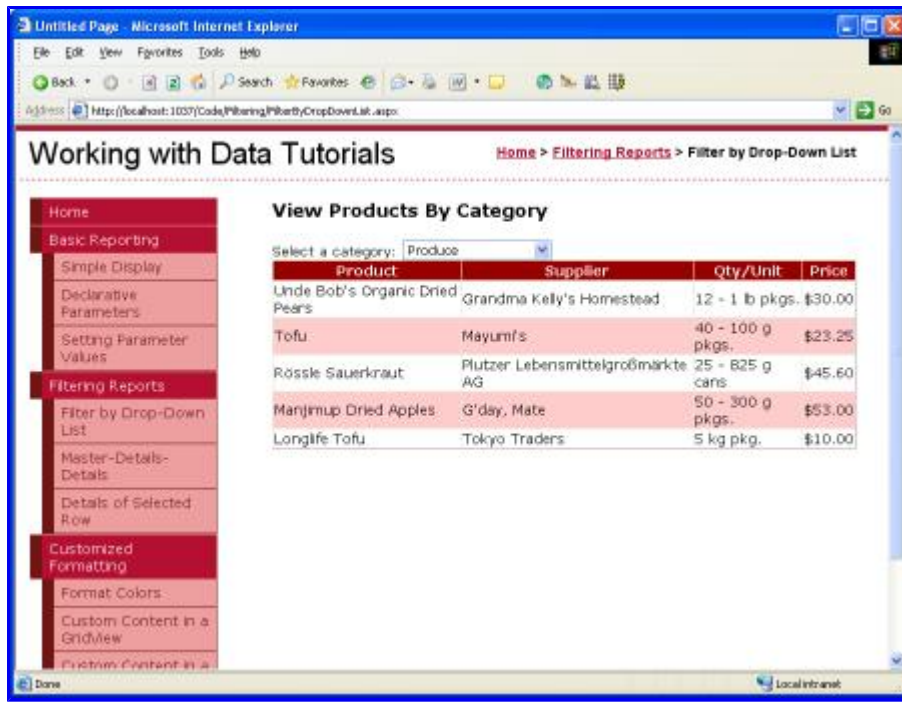 Untitled Page - Microsoft Internet Explorer
File Edit View Favorites Tools Help
Back Search Favorites
Address http://localhost:1037/Code/Filtering/FilterByDropDownList.aspx Go
Working with Data Tutorials
Home > Filtering Reports > Filter by Drop-Down List
Home
Basic Reporting
Simple Display
Declarative
Parameters
Setting Parameter
Values
Filtering Reports
Filter by Drop-Down
List
Master-Details-
Details
Details of Selected
Row
Customized
Formatting
Format Colors
Custom Content in a
GridView
Custom Content in a
View Products By Category
Select a category: Produce
Product Supplier Qty/Unit Price
Uncle Bob's Organic Dried
Pears Grandma Kelly's Homestead 12 - 1 lb pkgs. $30.00
Tofu Mayumi's 40 - 100 g
pkgs. $23.25
Rössle Sauerkraut Plutzer Lebensmittelgroßmärkte
AG 25 - 825 g
cans $45.60
Manjimup Dried Apples G'day, Mate 50 - 300 g
pkgs. $53.00
Longlife Tofu Tokyo Traders 5 kg pkg. $10.00
Done Local intranet